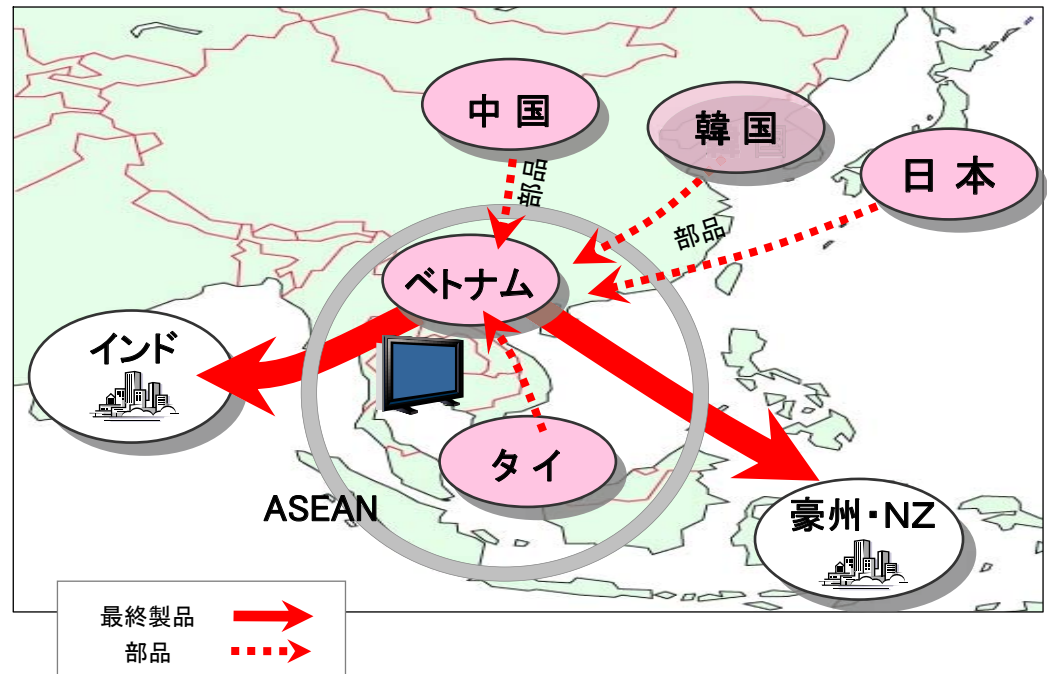 中 国
韓 国
日 本
部品
部品
ベトナム
インド
タ イ
ASEAN
豪州・NZ
最終製品
部品